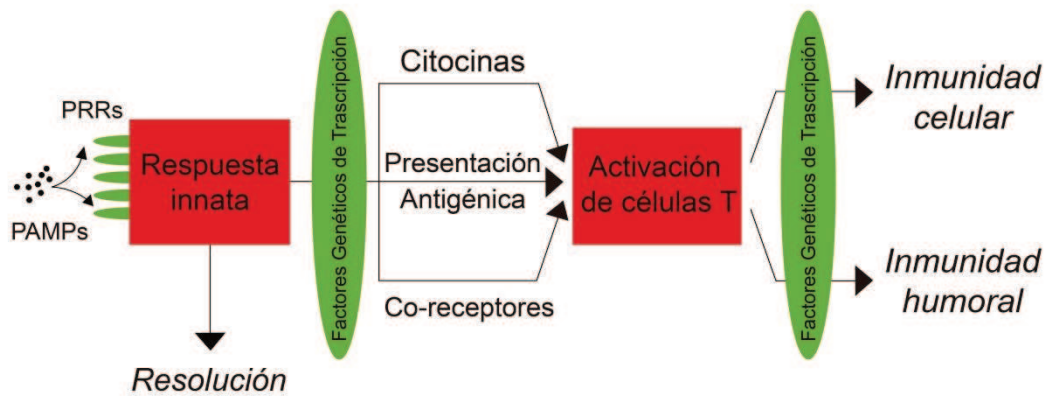 PRRs
PAMPs
Respuesta
innata
Resolución
Factores Genéticos de Trascripción
Citocinas
Presentación
Antigénica
Co-receptores
Activación
de células T
Factores Genéticos de Trascripción
Inmunidad
celular
Inmunidad
humoral